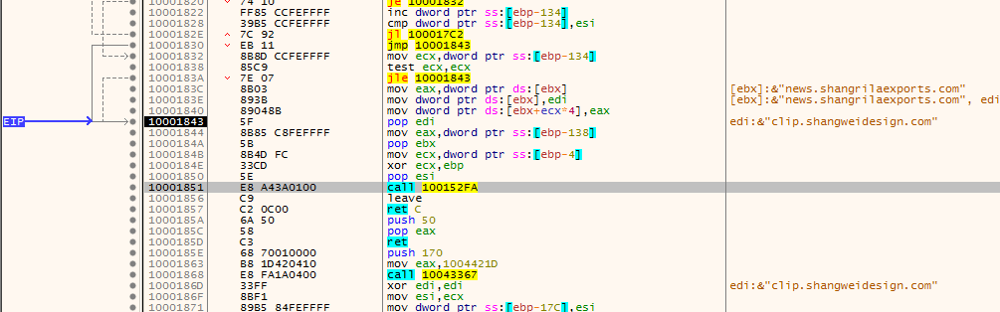 10001820 74 10 je 10001832
10001822 FF85 CCFEFFFF inc dword ptr ss:[ebp-134]
10001828 39B5 CCFEFFFF cmp dword ptr ss:[ebp-134],esi
1000182E 7C 92 jl 100017C2
10001830 EB 11 jmp 10001843
10001832 8B8D CCFEFFFF mov ecx,dword ptr ss:[ebp-134]
10001838 85C9 test ecx,ecx
1000183A 7E 07 jle 10001843
1000183C 8B03 mov eax,dword ptr ds:[ebx] [ebx]:&"news.shangrilaexports.com"
1000183E 893B mov dword ptr ds:[ebx],edi [ebx]:&"news.shangrilaexports.com", edi
10001840 89048B mov dword ptr ds:[ebx+ecx*4],eax
EIP 10001843 5F pop edi edi:&"clip.shangweidesign.com"
10001844 8B85 C8FEFFFF mov eax,dword ptr ss:[ebp-138]
1000184A 5B pop ebx
1000184B 8B4D FC mov ecx,dword ptr ss:[ebp-4]
1000184E 33CD xor ecx,ebp
10001850 5E pop esi
10001851 E8 A43A0100 call 100152FA
10001856 C9 leave
10001857 C2 0C00 ret C
1000185A 6A 50 push 50
1000185C 58 pop eax
1000185D C3 ret
1000185E 68 70010000 push 170
10001863 B8 1D420410 mov eax,1004421D
10001868 E8 FA1A0400 call 10043367
1000186D 33FF xor edi,edi edi:&"clip.shangweidesign.com"
1000186F 8BF1 mov esi,ecx
10001871 89B5 84FEFFFF mov dword ptr ss:[ebp-17C],esi